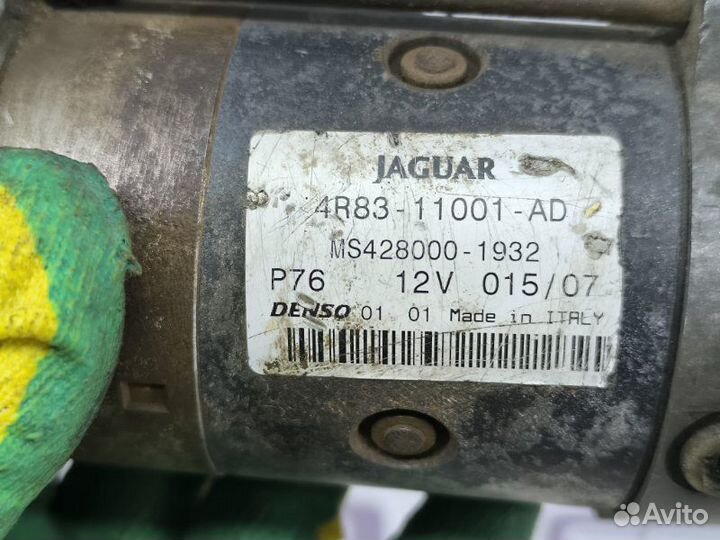 JAGUAR
4R83-11001-AD
MS428000-1932
P76 12V 015/07
DENSO 01 01 Made in ITALY
Avito